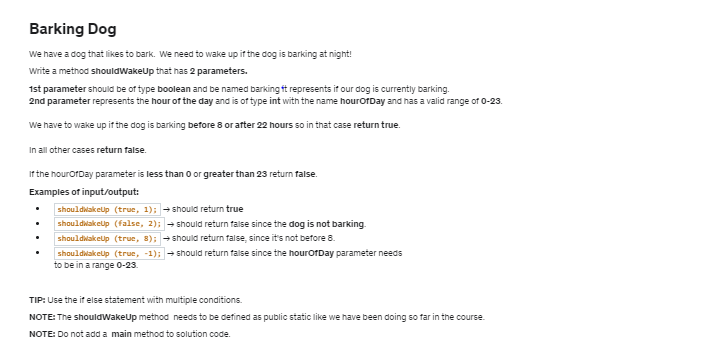 Barking Dog
We have a dog that likes to bark. We need to wake up if the dog is barking at night!
Write a method shouldWakeUp that has 2 parameters.
1st parameter should be of type boolean and be named barking it represents if our dog is currently barking.
2nd parameter represents the hour of the day and is of type int with the name hourOfDay and has a valid range of 0-23.
We have to wake up if the dog is barking before 8 or after 22 hours so in that case return true.
In all other cases return false.
If the hourOfDay parameter is less than 0 or greater than 23 return false.
Examples of input/output:
• shouldWakeUp (true, 1); → should return true
• shouldWakeUp (false, 2); → should return false since the dog is not barking.
• shouldWakeUp (true, 8); → should return false, since it's not before 8.
• shouldWakeUp (true, -1); → should return false since the hourOfDay parameter needs
to be in a range 0-23.
TIP: Use the if else statement with multiple conditions.
NOTE: The shouldWakeUp method needs to be defined as public static like we have been doing so far in the course.
NOTE: Do not add a main method to solution code.